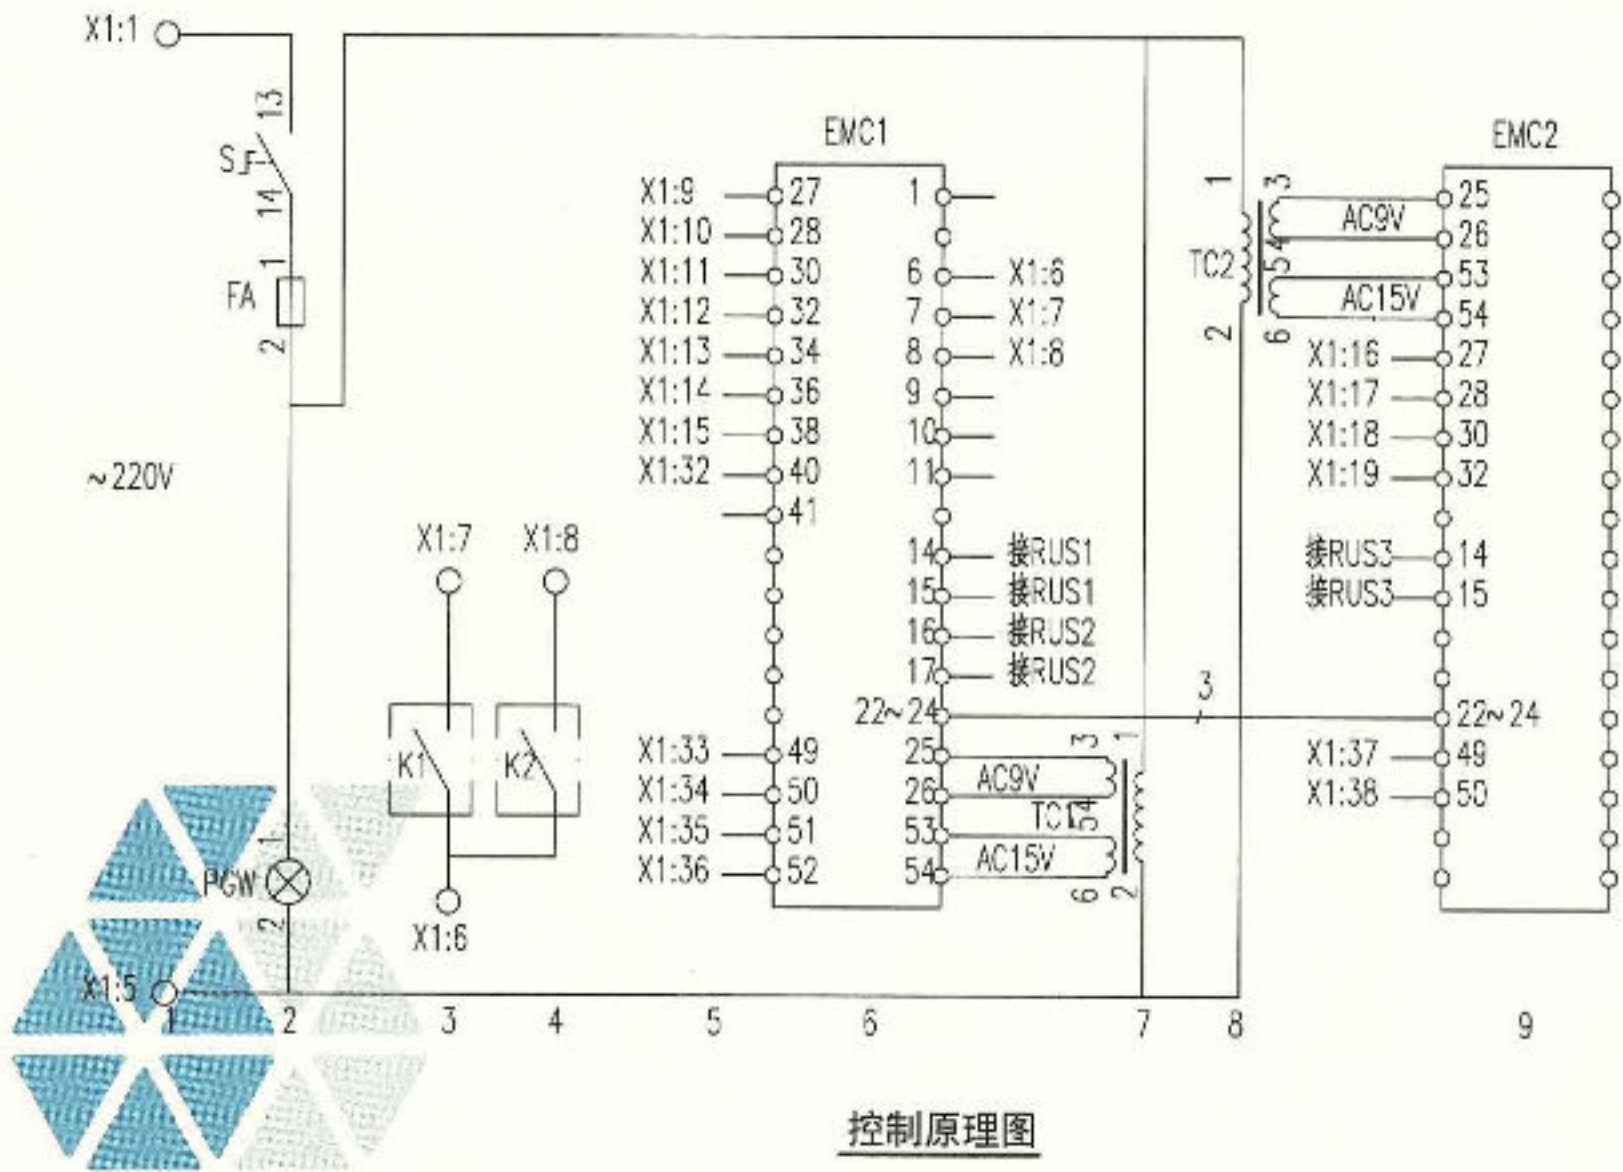 X1:1
13
S
14
1
FA
2
~220V
PGW
1
2
X1:5
X1:7
X1:8
K1
K2
X1:6
EMC1
X1:9 27
X1:10 28
X1:11 30
X1:12 32
X1:13 34
X1:14 36
X1:15 38
X1:32 40
41
X1:33 49
X1:34 50
X1:35 51
X1:36 52
1
6 X1:6
7 X1:7
8 X1:8
9
10
11
14 接RUS1
15 接RUS1
16 接RUS2
17 接RUS2
22~24
25
26
53
54
AC9V
AC15V
TC1
3
4
5
6
1
2
3
1
TC2
2
3
4
5
6
AC9V
AC15V
EMC2
25
26
53
54
X1:16 27
X1:17 28
X1:18 30
X1:19 32
接RUS3 14
接RUS3 15
22~24
X1:37 49
X1:38 50
1 2 3 4 5 6 7 8 9
控制原理图